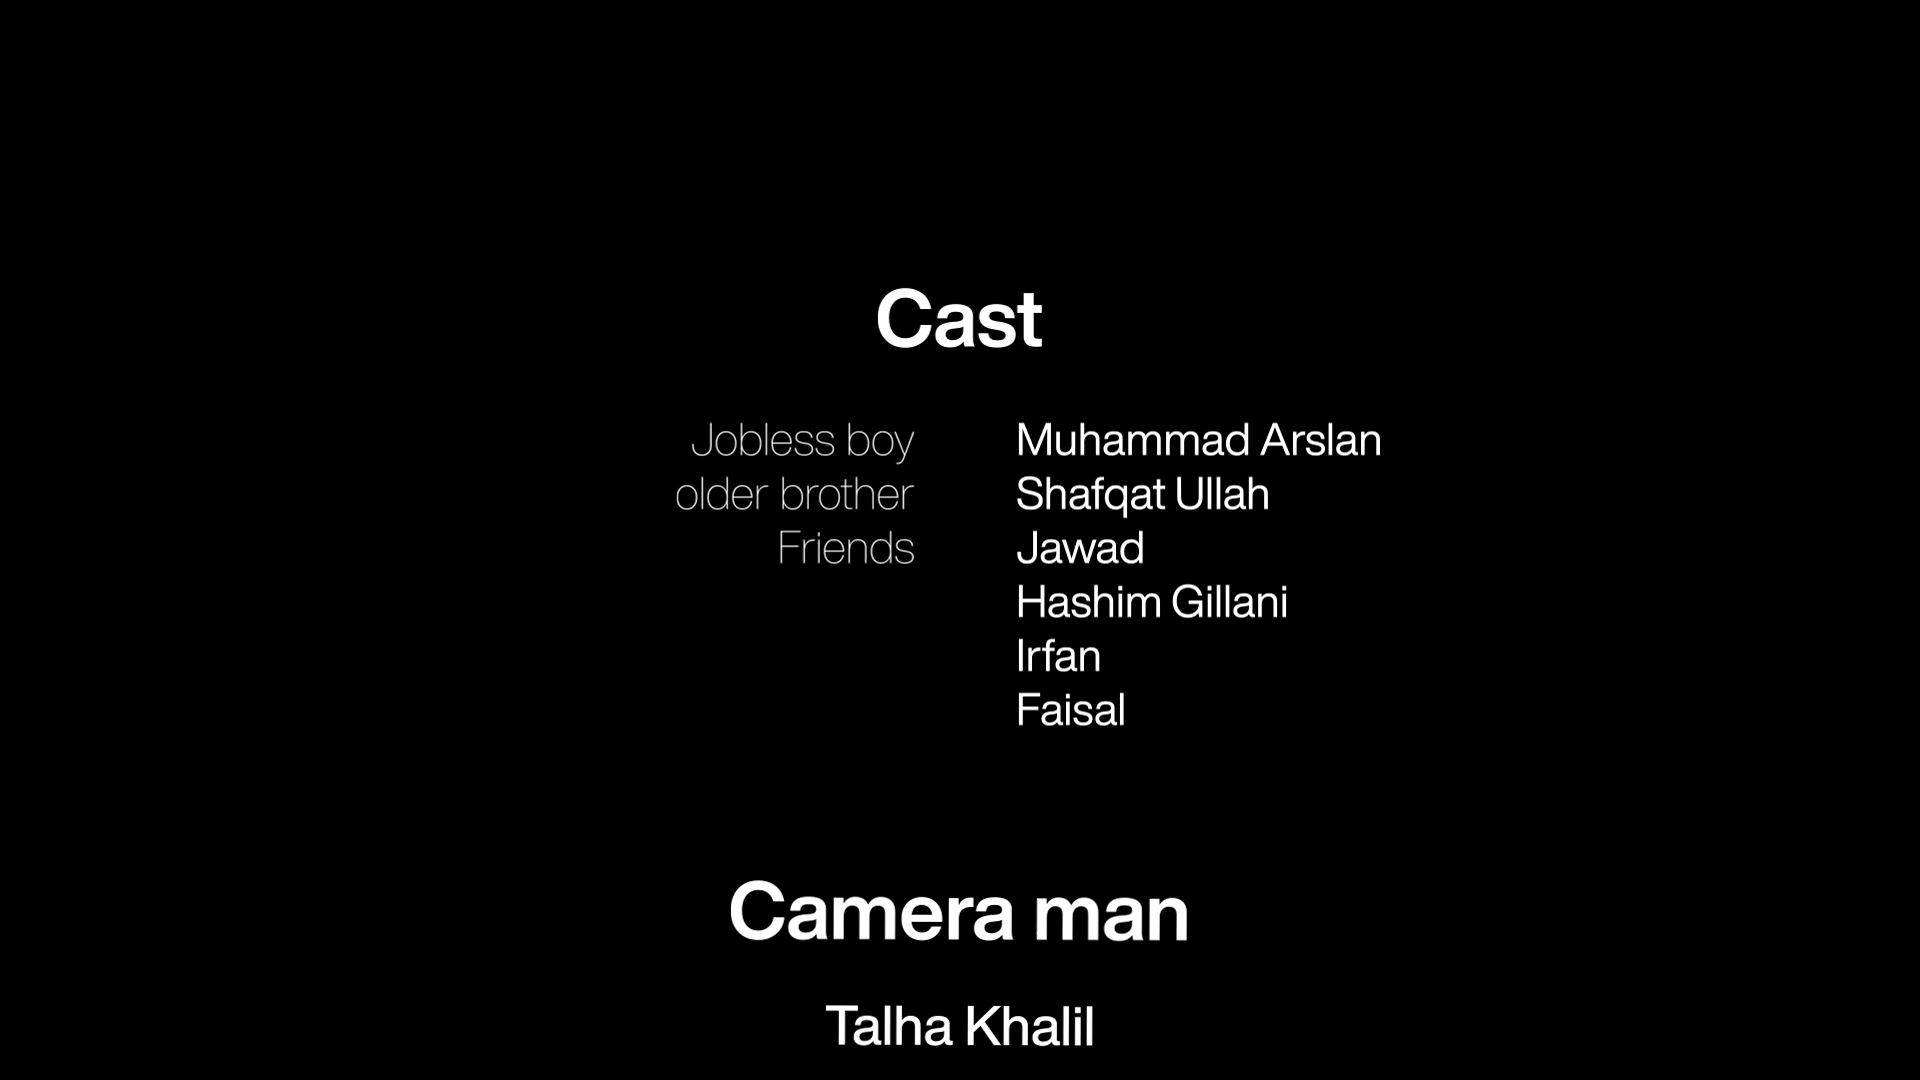 Cast
Jobless boy Muhammad Arslan
older brother Shafqat Ullah
Friends Jawad
Hashim Gillani
Irfan
Faisal
Camera man
Talha Khalil